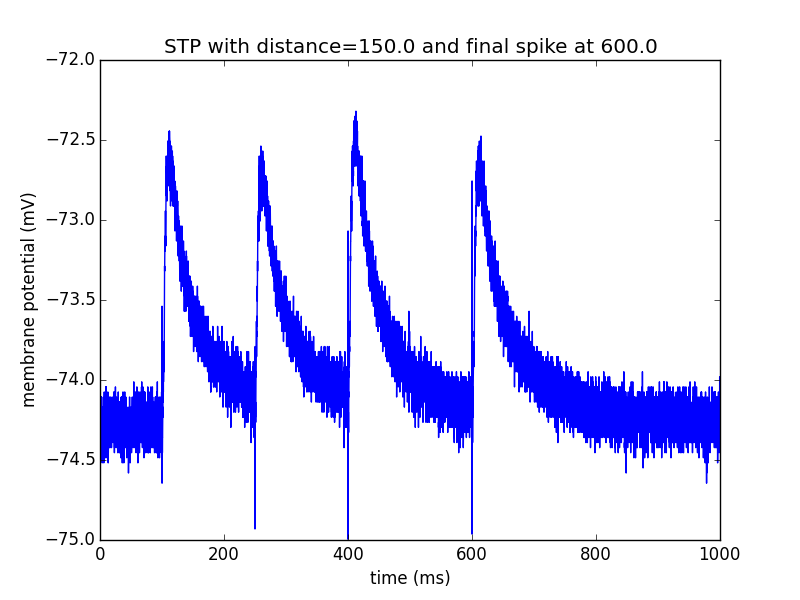 STP with distance=150.0 and final spike at 600.0
−72.0
−72.5
−73.0
−73.5
−74.0
−74.5
−75.0
membrane potential (mV)
0 200 400 600 800 1000
time (ms)